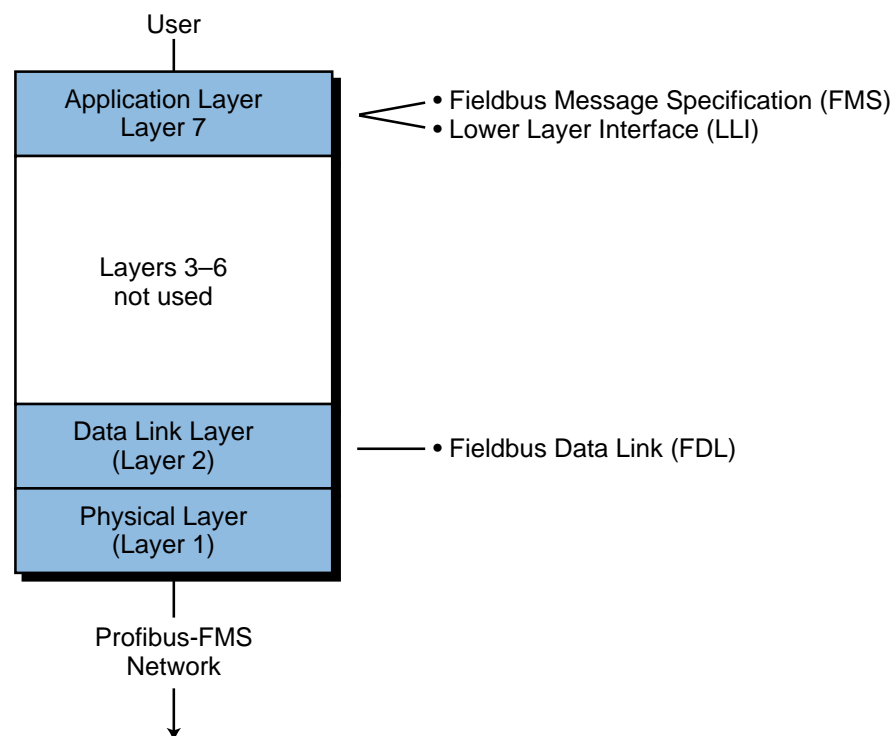 User
Application Layer
Layer 7
• Fieldbus Message Specification (FMS)
• Lower Layer Interface (LLI)
Layers 3–6
not used
Data Link Layer
(Layer 2)
• Fieldbus Data Link (FDL)
Physical Layer
(Layer 1)
Profibus-FMS
Network